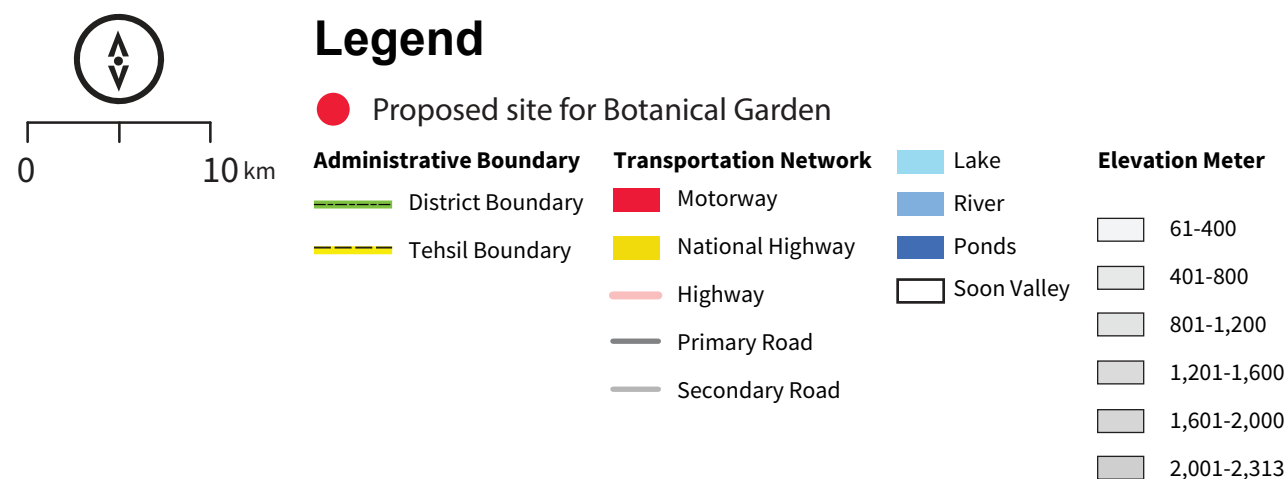 Legend
Proposed site for Botanical Garden
0 10 km
Administrative Boundary
District Boundary
Tehsil Boundary
Transportation Network
Motorway
National Highway
Highway
Primary Road
Secondary Road
Lake
River
Ponds
Soon Valley
Elevation Meter
61-400
401-800
801-1,200
1,201-1,600
1,601-2,000
2,001-2,313